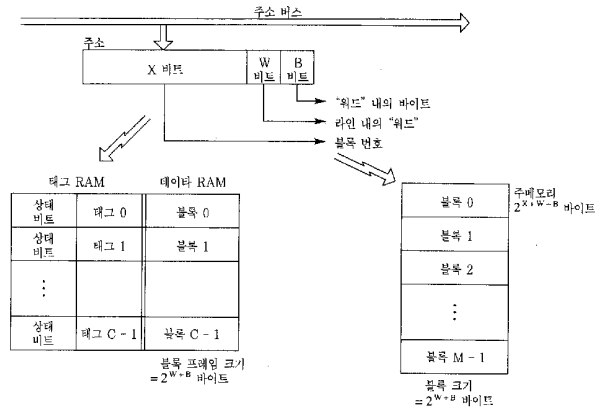 주소 버스
주소
X 비트
W
비트
B
비트
"워드" 내의 바이트
라인 내의 "워드"
블록 번호
태그 RAM
데이타 RAM
상태
비트
태그 0
블록 0
상태
비트
태그 1
블록 1
⋮
상태
비트
태그 C - 1
블록 C - 1
블록 프레임 크기
= 2^W+B 바이트
블록 0
블록 1
블록 2
⋮
블록 M - 1
주메모리
2^X+W+B 바이트
블록 크기
= 2^W+B 바이트